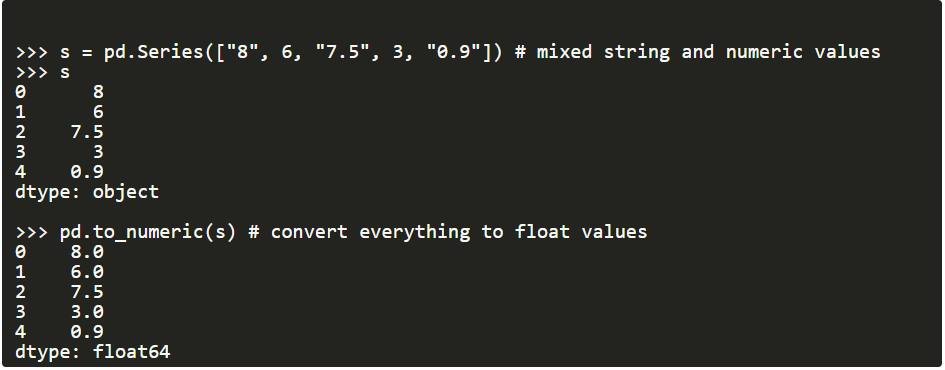 >>> s = pd.Series(["8", 6, "7.5", 3, "0.9"]) # mixed string and numeric values
>>> s
0      8
1      6
2    7.5
3      3
4    0.9
dtype: object
>>> pd.to_numeric(s) # convert everything to float values
0    8.0
1    6.0
2    7.5
3    3.0
4    0.9
dtype: float64